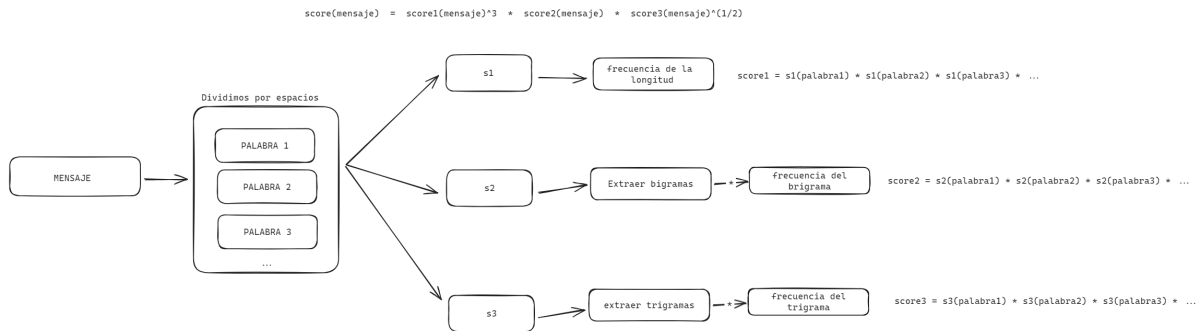 score(mensaje) = score1(mensaje)^3 * score2(mensaje) * score3(mensaje)^(1/2)
Dividimos por espacios
MENSAJE
PALABRA 1
PALABRA 2
PALABRA 3
...
s1
frecuencia de la
longitud
score1 = s1(palabra1) * s1(palabra2) * s1(palabra3) * ...
s2
Extraer bigramas
*
frecuencia del
brigrama
score2 = s2(palabra1) * s2(palabra2) * s2(palabra3) * ...
s3
extraer trigramas
*
frecuencia del
trigrama
score3 = s3(palabra1) * s3(palabra2) * s3(palabra3) * ...